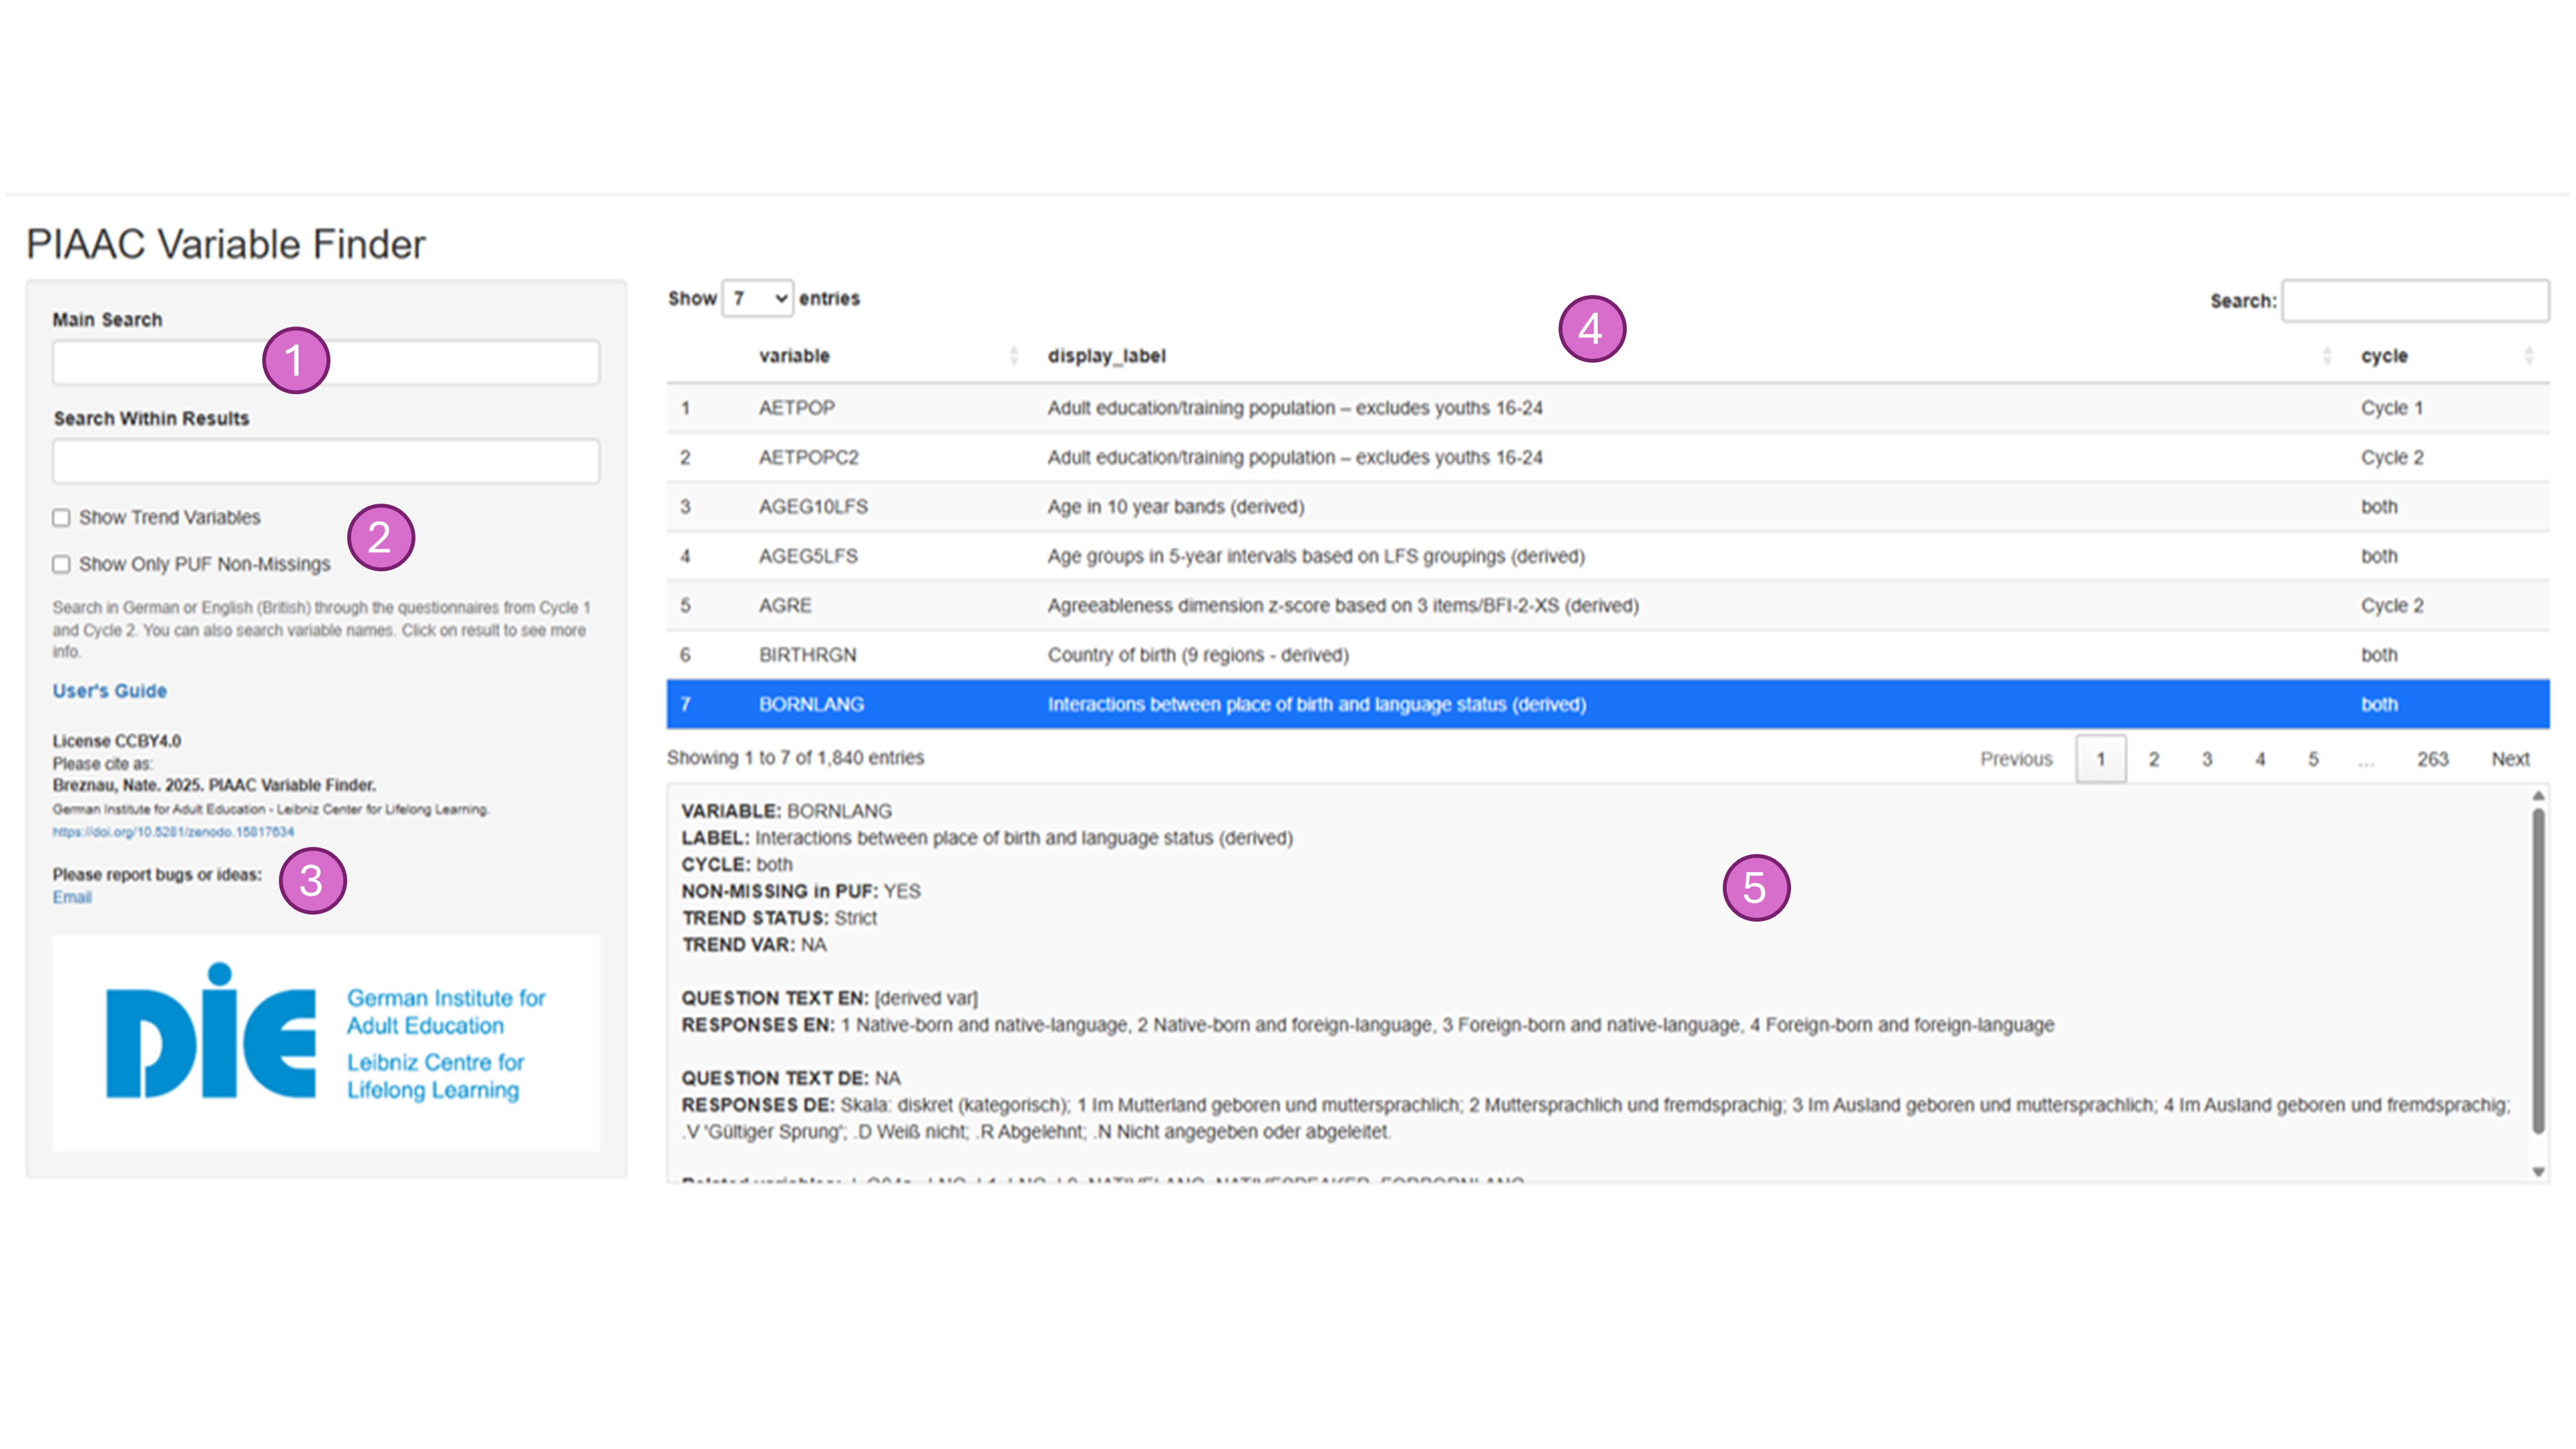 PIAAC Variable Finder
Main Search
1
Search Within Results
Show Trend Variables
2
Show Only PUF Non-Missings
Search in German or English (British) through the questionnaires from Cycle 1
and Cycle 2. You can also search variable names. Click on result to see more
info.
User's Guide
License CCBY4.0
Please cite as:
Breznau, Nate. 2025. PIAAC Variable Finder.
German Institute for Adult Education - Leibniz Center for Lifelong Learning.
https://doi.org/10.5281/zenodo.15817634
Please report bugs or ideas:
3
Email
DiE
German Institute for
Adult Education
Leibniz Centre for
Lifelong Learning
Show 7 entries
4
Search:
variable display_label cycle
1 AETPOP Adult education/training population – excludes youths 16-24 Cycle 1
2 AETPOPC2 Adult education/training population – excludes youths 16-24 Cycle 2
3 AGEG10LFS Age in 10 year bands (derived) both
4 AGEG5LFS Age groups in 5-year intervals based on LFS groupings (derived) both
5 AGRE Agreeableness dimension z-score based on 3 items/BFI-2-XS (derived) Cycle 2
6 BIRTHRGN Country of birth (9 regions - derived) both
7 BORNLANG Interactions between place of birth and language status (derived) both
Showing 1 to 7 of 1,840 entries
Previous 1 2 3 4 5 … 263 Next
VARIABLE: BORNLANG
LABEL: Interactions between place of birth and language status (derived)
CYCLE: both
5
NON-MISSING in PUF: YES
TREND STATUS: Strict
TREND VAR: NA
QUESTION TEXT EN: [derived var]
RESPONSES EN: 1 Native-born and native-language, 2 Native-born and foreign-language, 3 Foreign-born and native-language, 4 Foreign-born and foreign-language
QUESTION TEXT DE: NA
RESPONSES DE: Skala: diskret (kategorisch); 1 Im Mutterland geboren und muttersprachlich; 2 Muttersprachlich und fremdsprachig; 3 Im Ausland geboren und muttersprachlich; 4 Im Ausland geboren und fremdsprachig;
.V 'Gültiger Sprung'; .D Weiß nicht; .R Abgelehnt; .N Nicht angegeben oder abgeleitet.